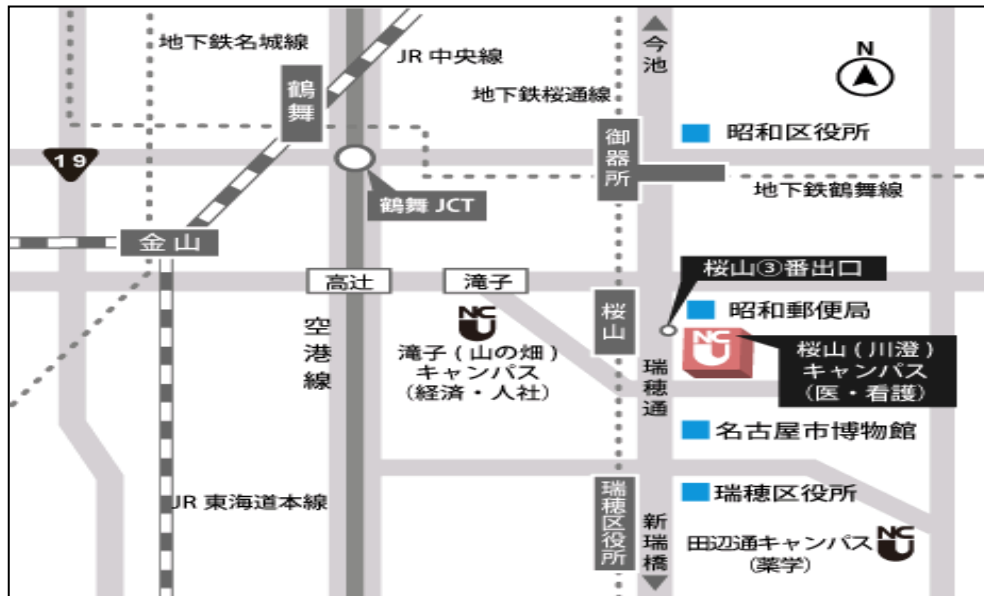 地下鉄名城線
JR 中央線
今池
N
鶴舞
地下鉄桜通線
昭和区役所
19
御器所
地下鉄鶴舞線
鶴舞 JCT
金山
桜山③番出口
高辻
滝子
桜山
昭和郵便局
空港線
NCU
NCU
滝子 ( 山の畑 )
キャンパス
(経済・人社)
瑞穂通
桜山 ( 川澄 )
キャンパス
(医・看護)
名古屋市博物館
JR 東海道本線
瑞穂区役所
瑞穂区役所
新瑞橋
田辺通キャンパス
(薬学)
NCU